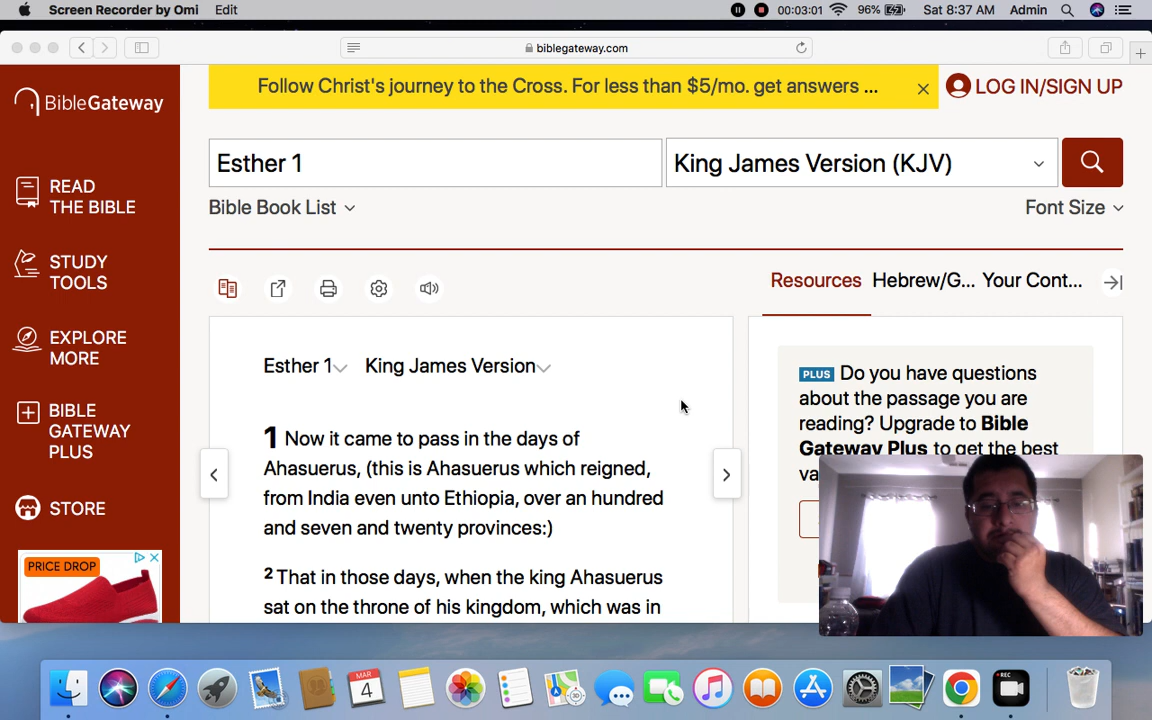 Screen Recorder by Omi Edit
00:03:01 96% Sat 8:37 AM Admin
biblegateway.com
BibleGateway
READ
THE BIBLE
STUDY
TOOLS
EXPLORE
MORE
BIBLE
GATEWAY
PLUS
STORE
PRICE DROP
Follow Christ's journey to the Cross. For less than $5/mo. get answers ...
LOG IN/SIGN UP
Esther 1
King James Version (KJV)
Bible Book List
Font Size
Resources Hebrew/G... Your Cont...
Esther 1 King James Version
1 Now it came to pass in the days of
Ahasuerus, (this is Ahasuerus which reigned,
from India even unto Ethiopia, over an hundred
and seven and twenty provinces:)
2 That in those days, when the king Ahasuerus
sat on the throne of his kingdom, which was in
PLUS Do you have questions
about the passage you are
reading? Upgrade to Bible
Gateway Plus to get the best
MAR
4
REC